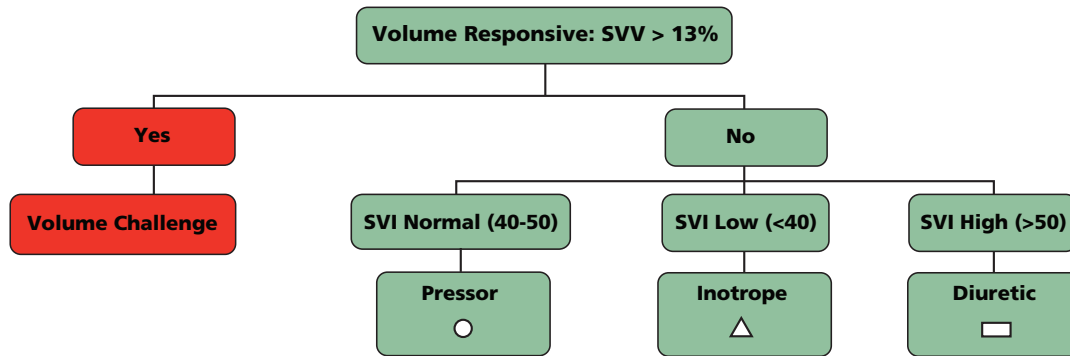 Volume Responsive: SVV > 13%
Yes
No
Volume Challenge
SVI Normal (40-50)
SVI Low (<40)
SVI High (>50)
Pressor
Inotrope
Diuretic